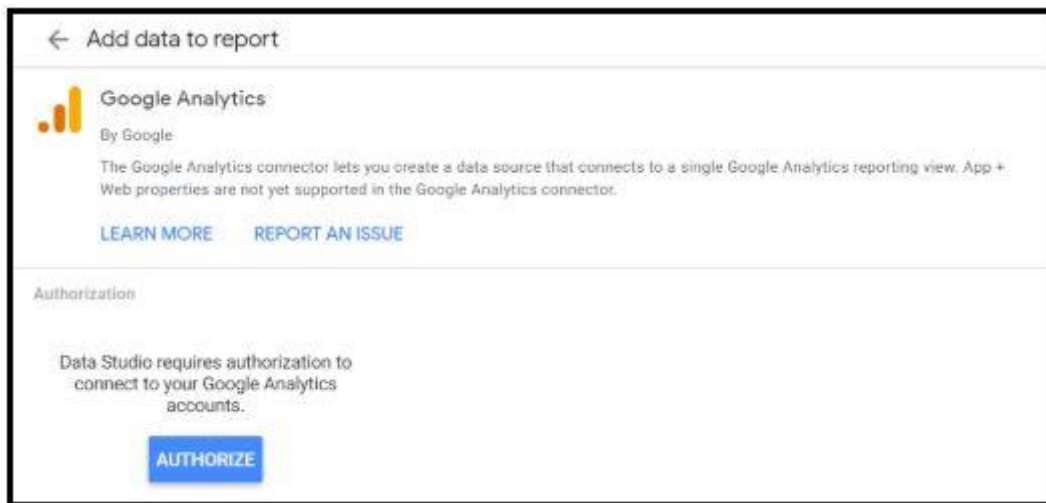 ← Add data to report
Google Analytics
By Google
The Google Analytics connector lets you create a data source that connects to a single Google Analytics reporting view. App +
Web properties are not yet supported in the Google Analytics connector.
LEARN MORE REPORT AN ISSUE
Authorization
Data Studio requires authorization to
connect to your Google Analytics
accounts.
AUTHORIZE